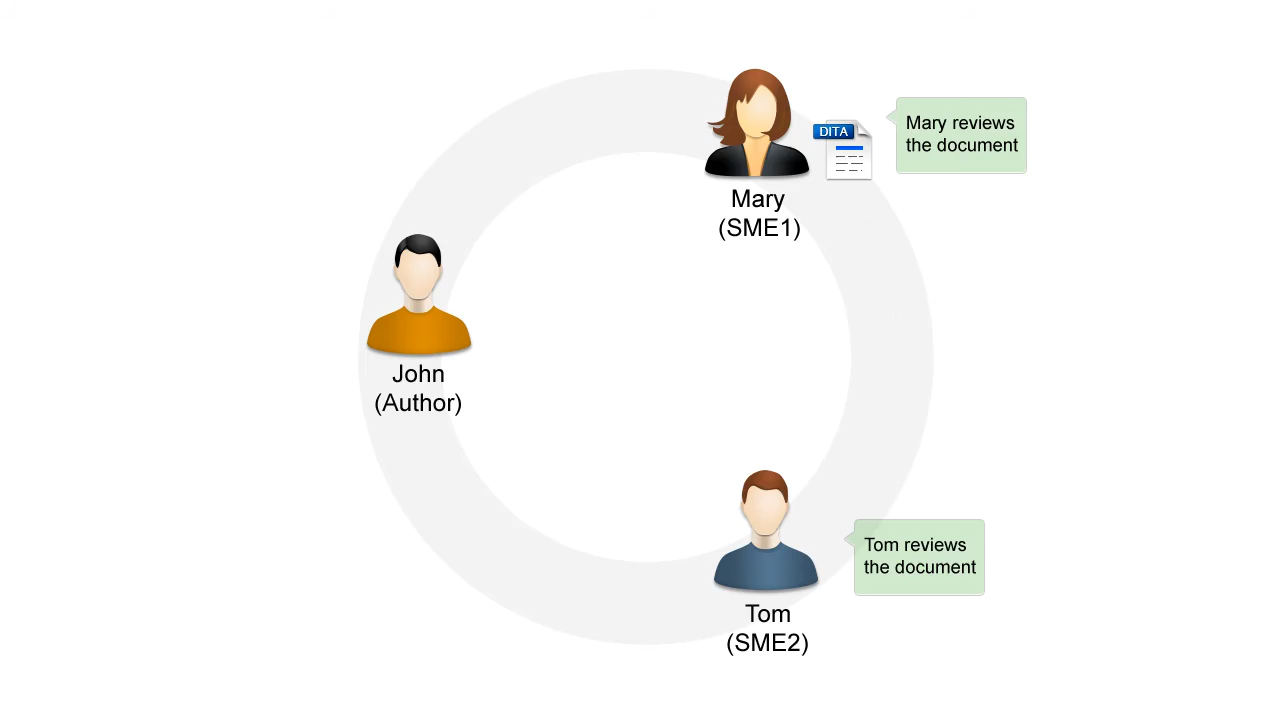 DITA
Mary reviews
the document
Mary
(SME1)
John
(Author)
Tom reviews
the document
Tom
(SME2)